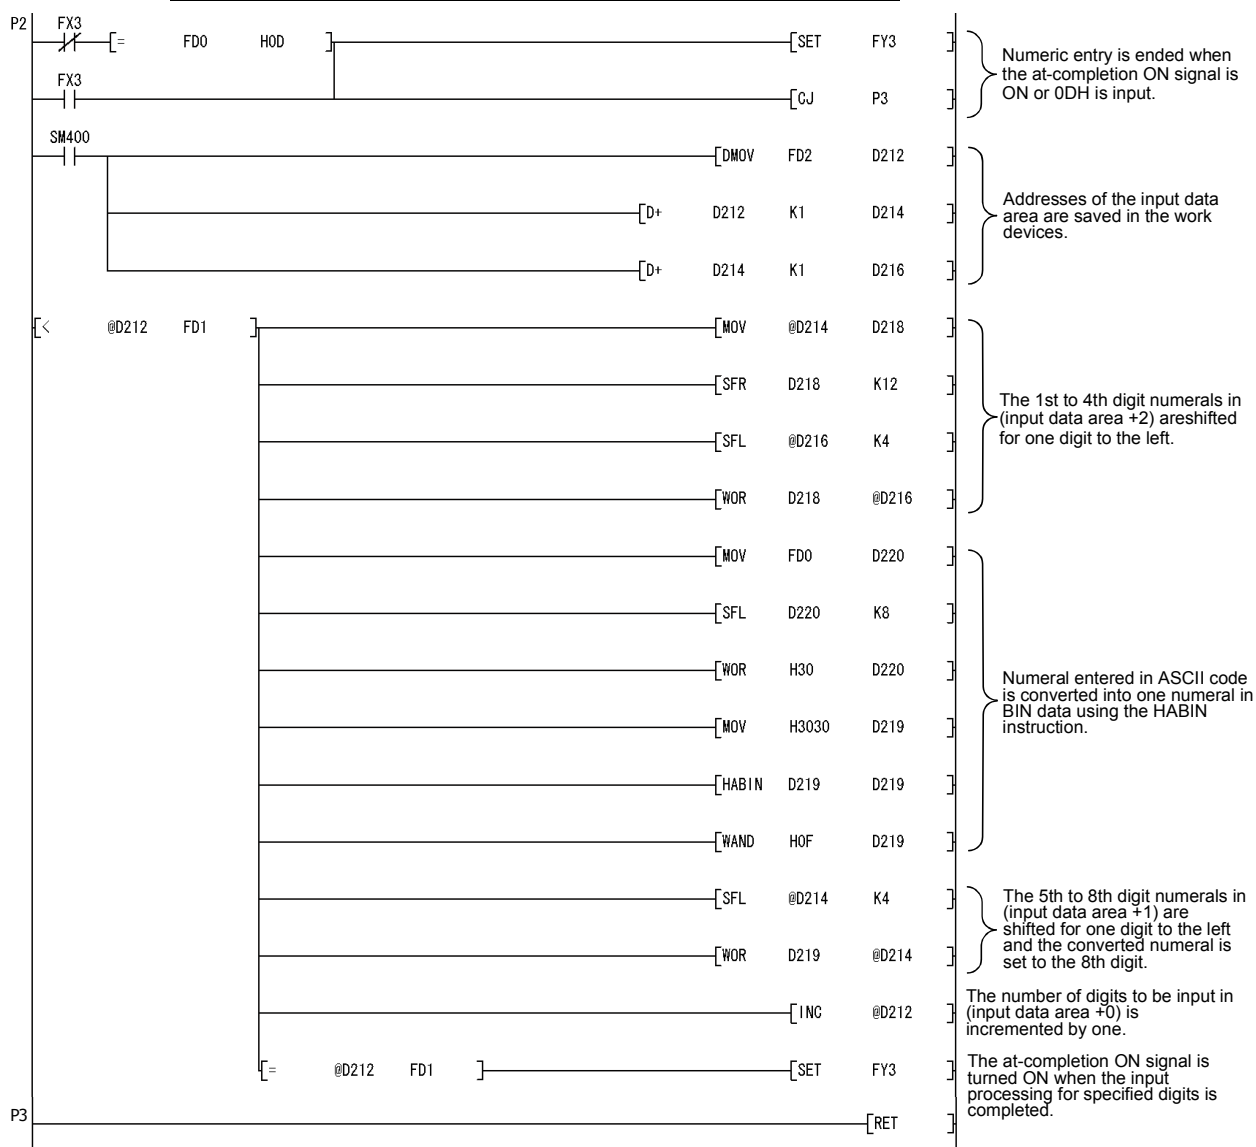 P2 FX3
[= FD0 H0D ] [SET FY3 ]
FX3
[CJ P3 ]
Numeric entry is ended when
the at-completion ON signal is
ON or 0DH is input.
SM400
[DMOV FD2 D212 ]
[D+ D212 K1 D214 ]
[D+ D214 K1 D216 ]
Addresses of the input data
area are saved in the work
devices.
[< @D212 FD1 ] [MOV @D214 D218 ]
[SFR D218 K12 ]
[SFL @D216 K4 ]
[WOR D218 @D216 ]
The 1st to 4th digit numerals in
(input data area +2) areshifted
for one digit to the left.
[MOV FD0 D220 ]
[SFL D220 K8 ]
[WOR H30 D220 ]
[MOV H3030 D219 ]
[HABIN D219 D219 ]
[WAND H0F D219 ]
Numeral entered in ASCII code
is converted into one numeral in
BIN data using the HABIN
instruction.
[SFL @D214 K4 ]
[WOR D219 @D214 ]
The 5th to 8th digit numerals in
(input data area +1) are
shifted for one digit to the left
and the converted numeral is
set to the 8th digit.
[INC @D212 ]
The number of digits to be input in
(input data area +0) is
incremented by one.
[= @D212 FD1 ] [SET FY3 ]
The at-completion ON signal is
turned ON when the input
processing for specified digits is
completed.
P3 [RET ]